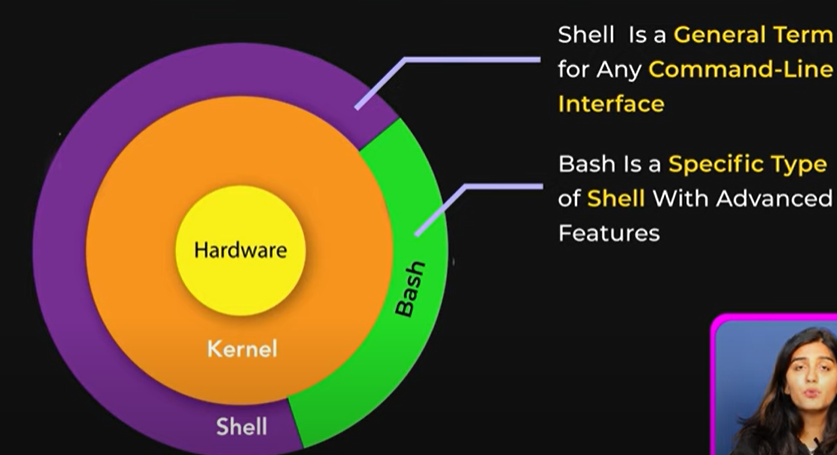 Shell Is a General Term
for Any Command-Line
Interface
Bash Is a Specific Type
of Shell With Advanced
Features
Hardware
Kernel
Shell
Bash